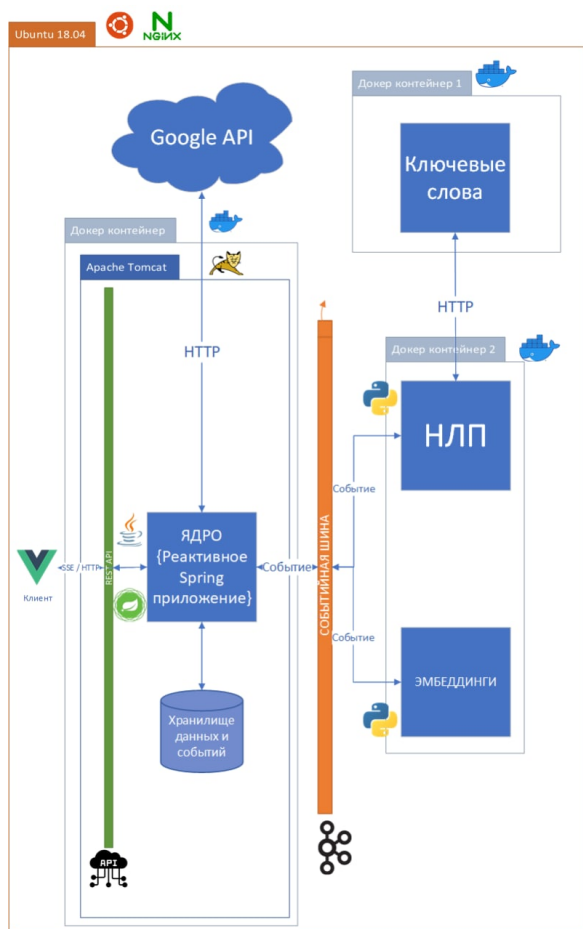 Ubuntu 18.04
NGINX
Докер контейнер 1
Google API
Ключевые
слова
Докер контейнер
Apache Tomcat
HTTP
HTTP
Докер контейнер 2
НЛП
Событие
ЯДРО
{Реактивное
Spring
приложение}
SSE / HTTP
REST API
Событие
СОБЫТИЙНАЯ ШИНА
Клиент
Событие
ЭМБЕДДИНГИ
Хранилище
данных и
событий
API